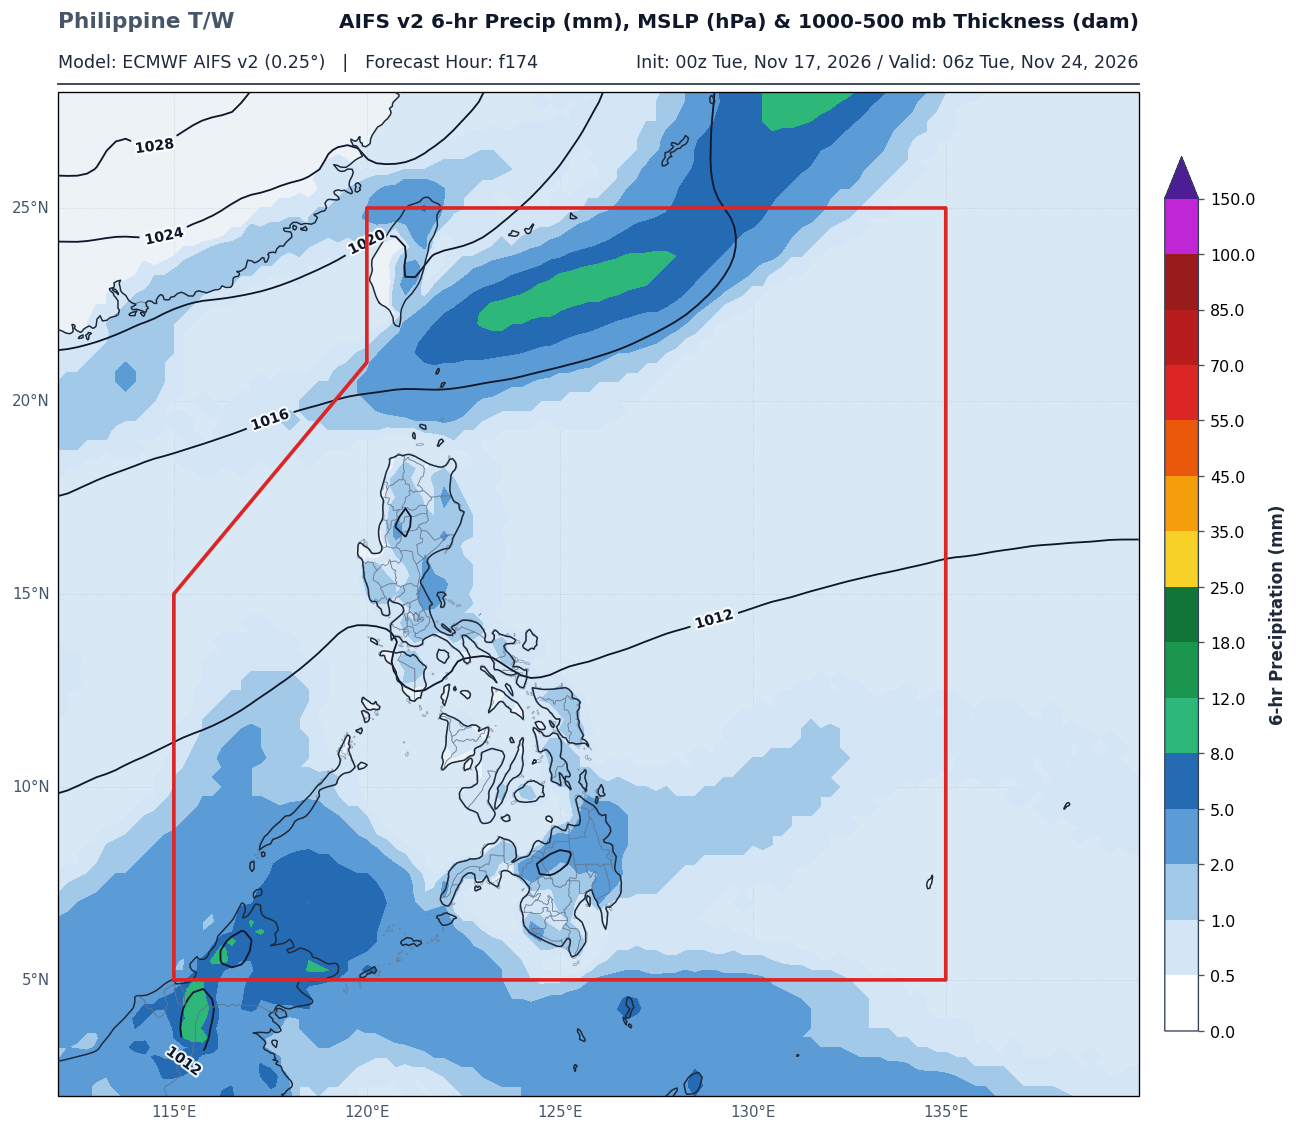 Philippine T/W
AIFS v2 6-hr Precip (mm), MSLP (hPa) & 1000-500 mb Thickness (dam)
Model: ECMWF AIFS v2 (0.25°) | Forecast Hour: f174
Init: 00z Tue, Nov 17, 2026 / Valid: 06z Tue, Nov 24, 2026
1028
1024
1020
1016
1012
1012
25°N
20°N
15°N
10°N
5°N
115°E
120°E
125°E
130°E
135°E
150.0
100.0
85.0
70.0
55.0
45.0
35.0
25.0
18.0
12.0
8.0
5.0
2.0
1.0
0.5
0.0
6-hr Precipitation (mm)